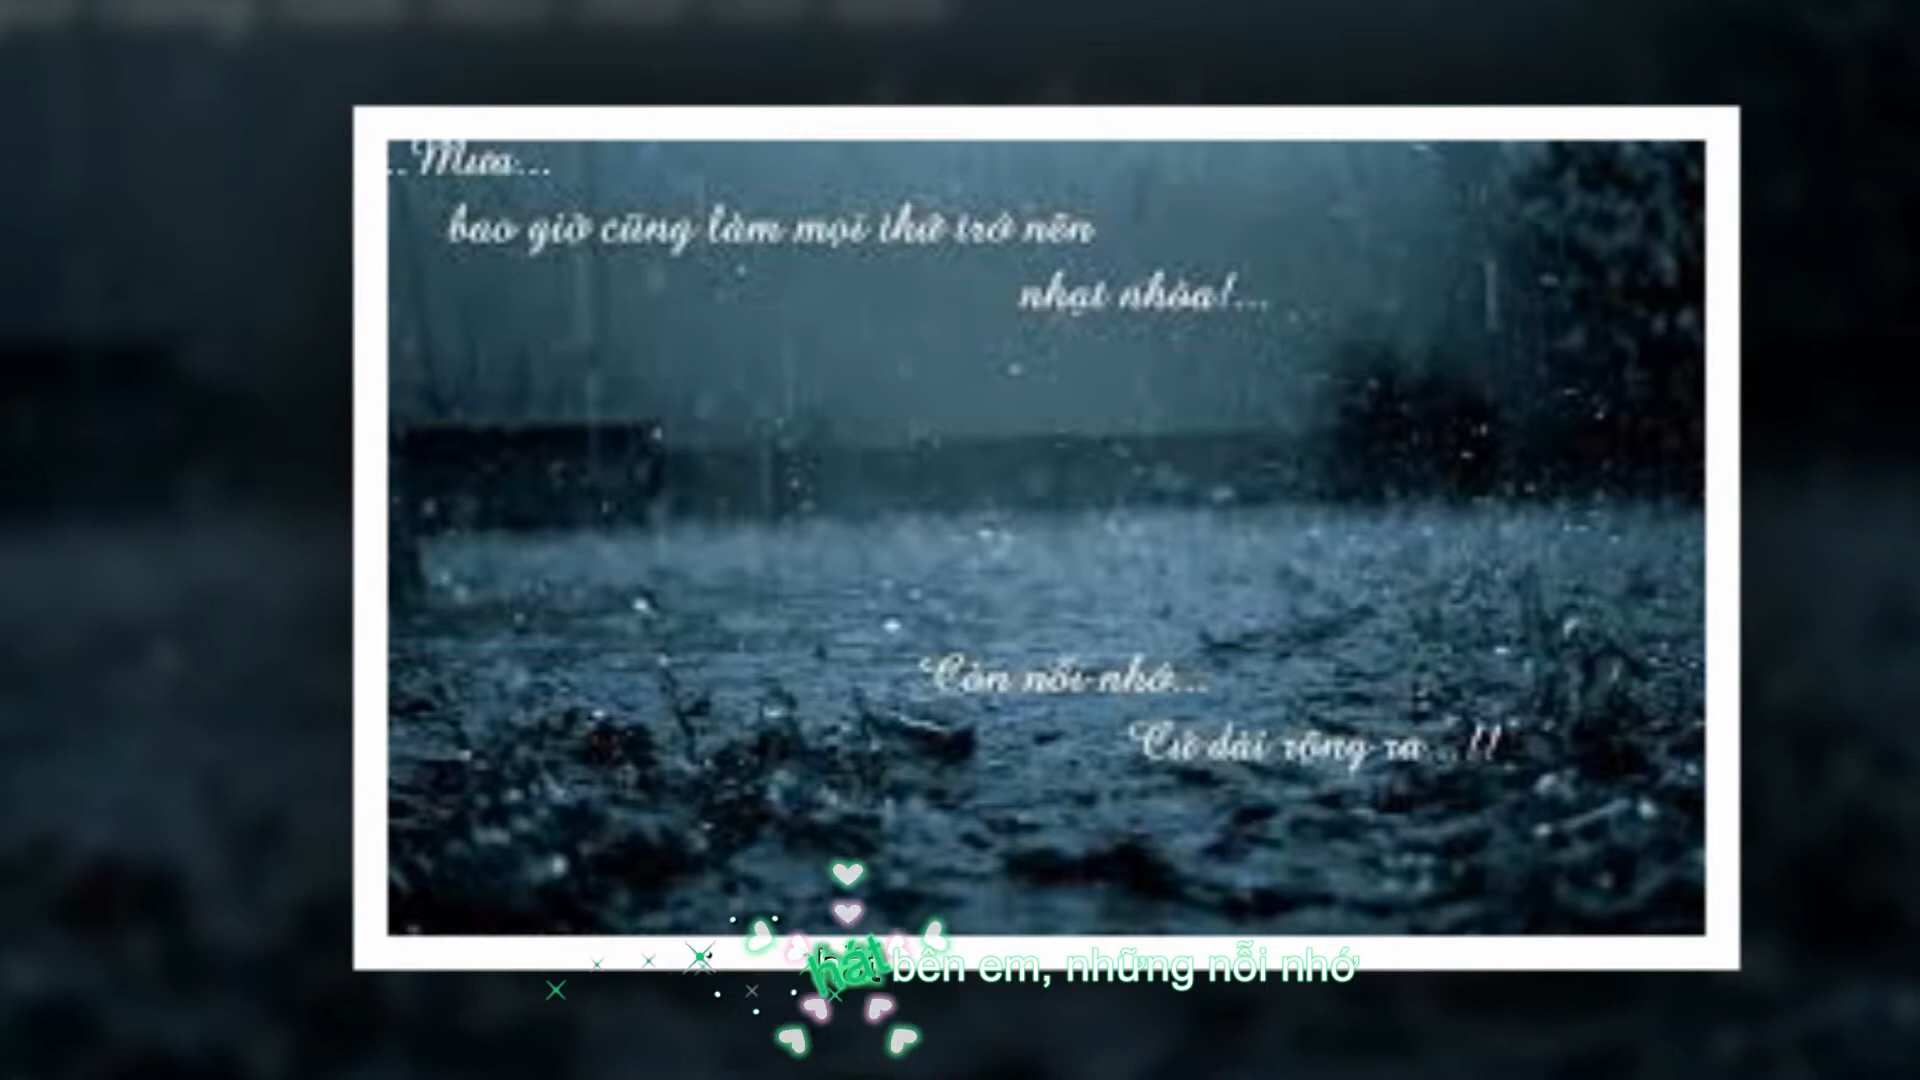 ..Mưa...
bao giờ cũng làm mọi thứ trở nên
nhạt nhòa!...
Còn nỗi nhớ...
Cứ dài rộng ra...!!
hát bên em, những nỗi nhớ